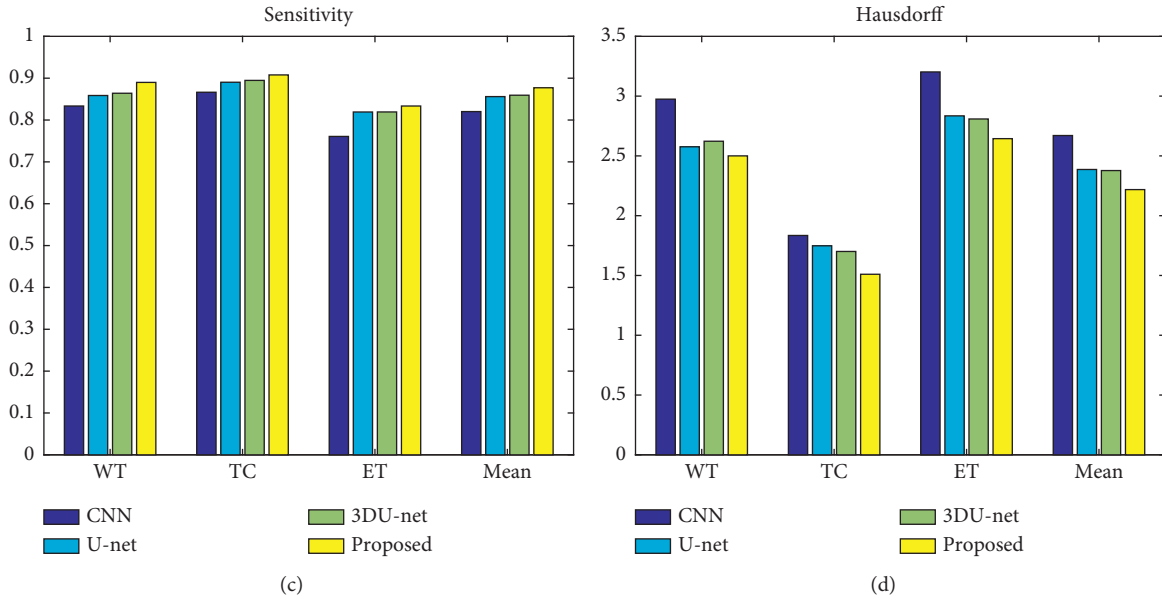 Sensitivity
1
0.9
0.8
0.7
0.6
0.5
0.4
0.3
0.2
0.1
0
WT TC ET Mean
CNN 3DU-net
U-net Proposed
(c)
Hausdorff
3.5
3
2.5
2
1.5
1
0.5
0
WT TC ET Mean
CNN 3DU-net
U-net Proposed
(d)